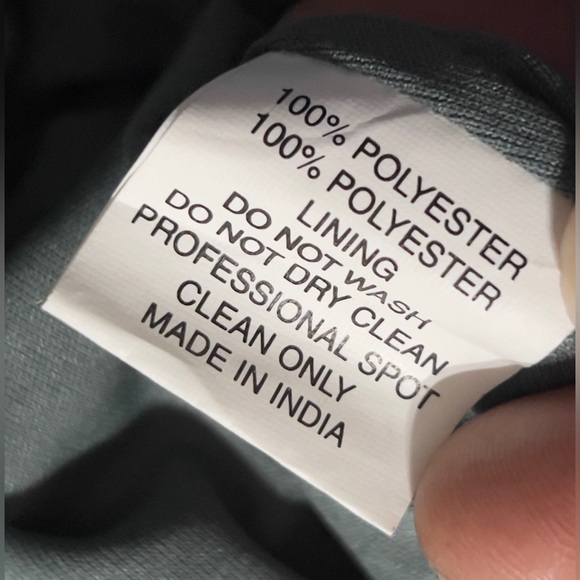 100% POLYESTER
100% POLYESTER
LINING
DO NOT WASH
DO NOT DRY CLEAN
PROFESSIONAL SPOT
CLEAN ONLY
MADE IN INDIA